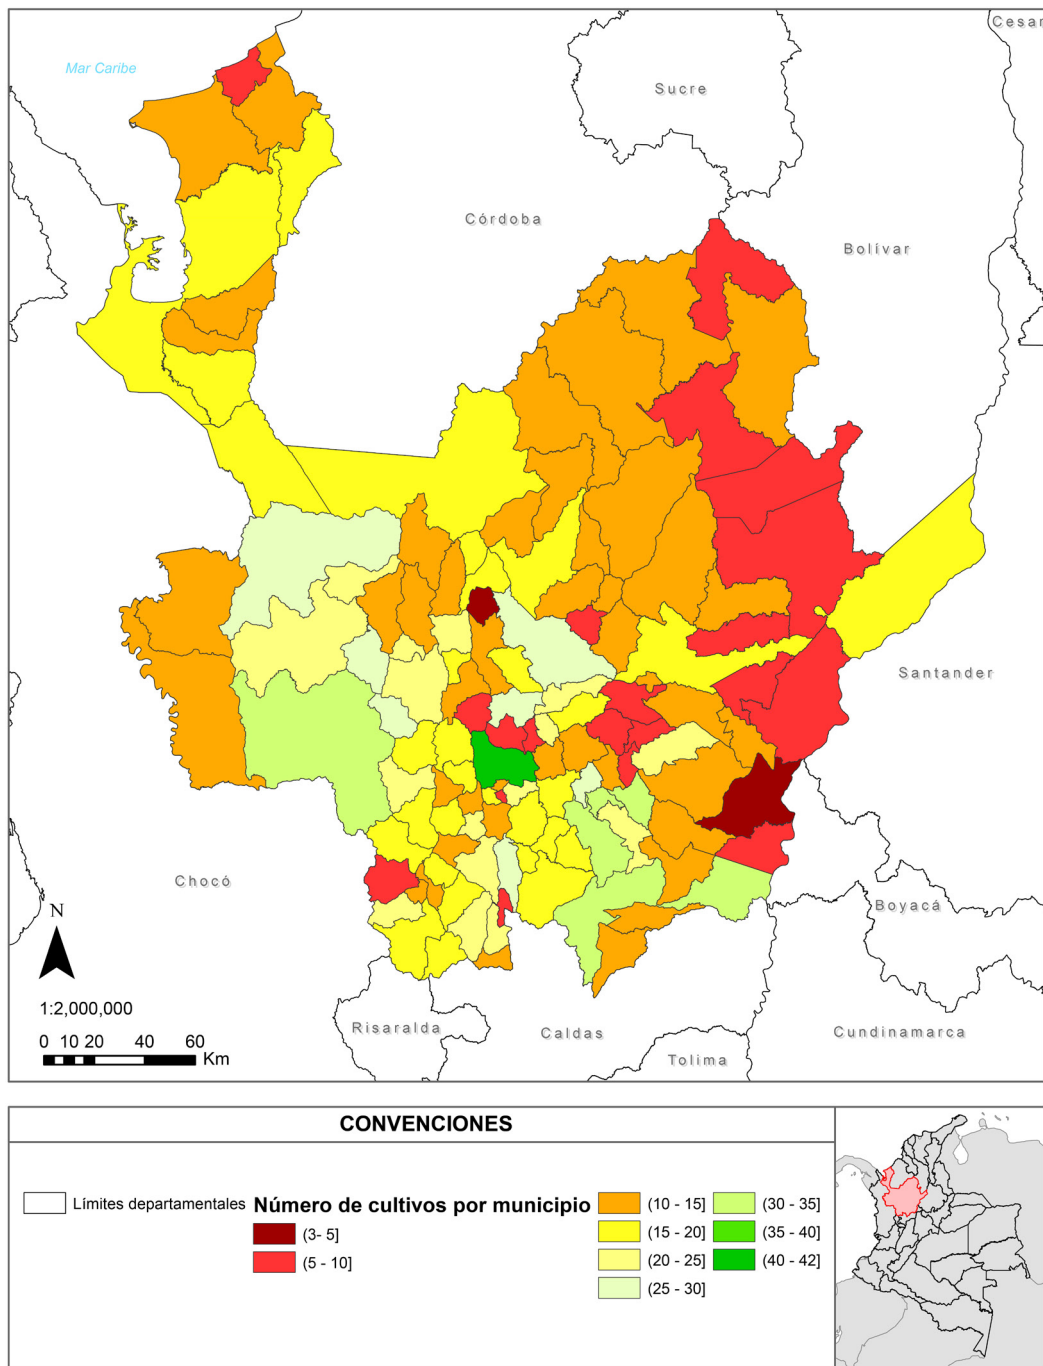 Cesar
Mar Caribe
Sucre
Córdoba
Bolívar
Santander
Chocó
Boyacá
N
1:2,000,000
Risaralda
Caldas
Cundinamarca
Tolima
0 10 20 40 60
Km
CONVENCIONES
Límites departamentales
Número de cultivos por municipio
(3- 5]
(5 - 10]
(10 - 15]
(15 - 20]
(20 - 25]
(25 - 30]
(30 - 35]
(35 - 40]
(40 - 42]